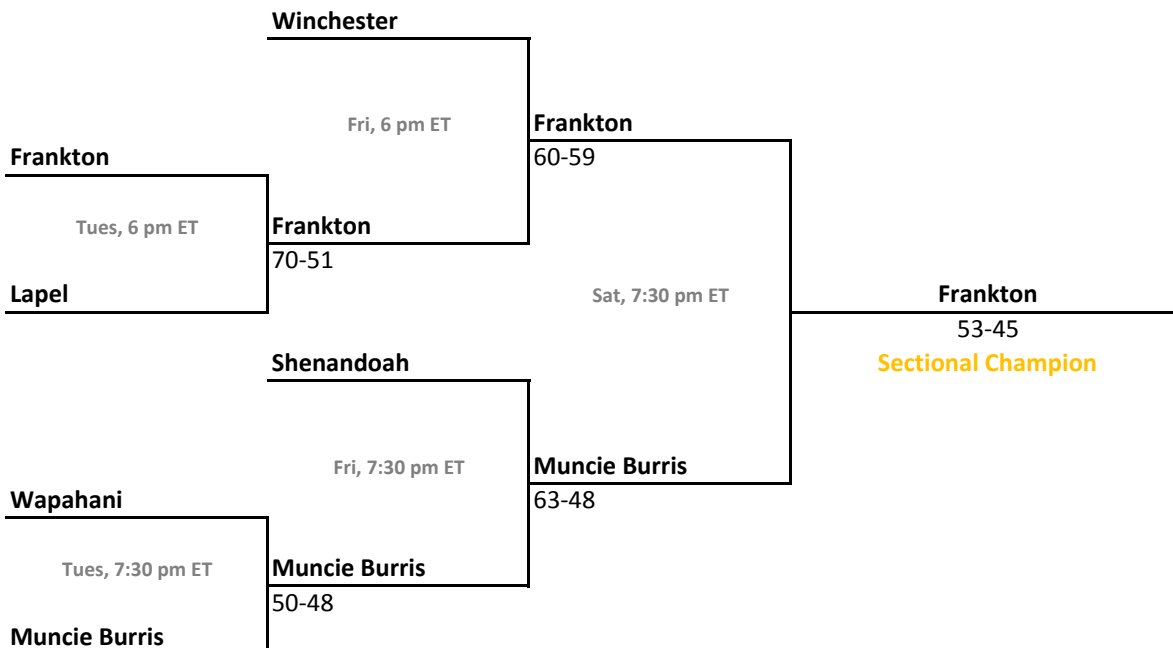 Winchester
Fri, 6 pm ET
Frankton
60-59
Frankton
Tues, 6 pm ET
Frankton
70-51
Lapel
Sat, 7:30 pm ET
Frankton
53-45
Sectional Champion
Shenandoah
Fri, 7:30 pm ET
Muncie Burris
63-48
Wapahani
Tues, 7:30 pm ET
Muncie Burris
50-48
Muncie Burris